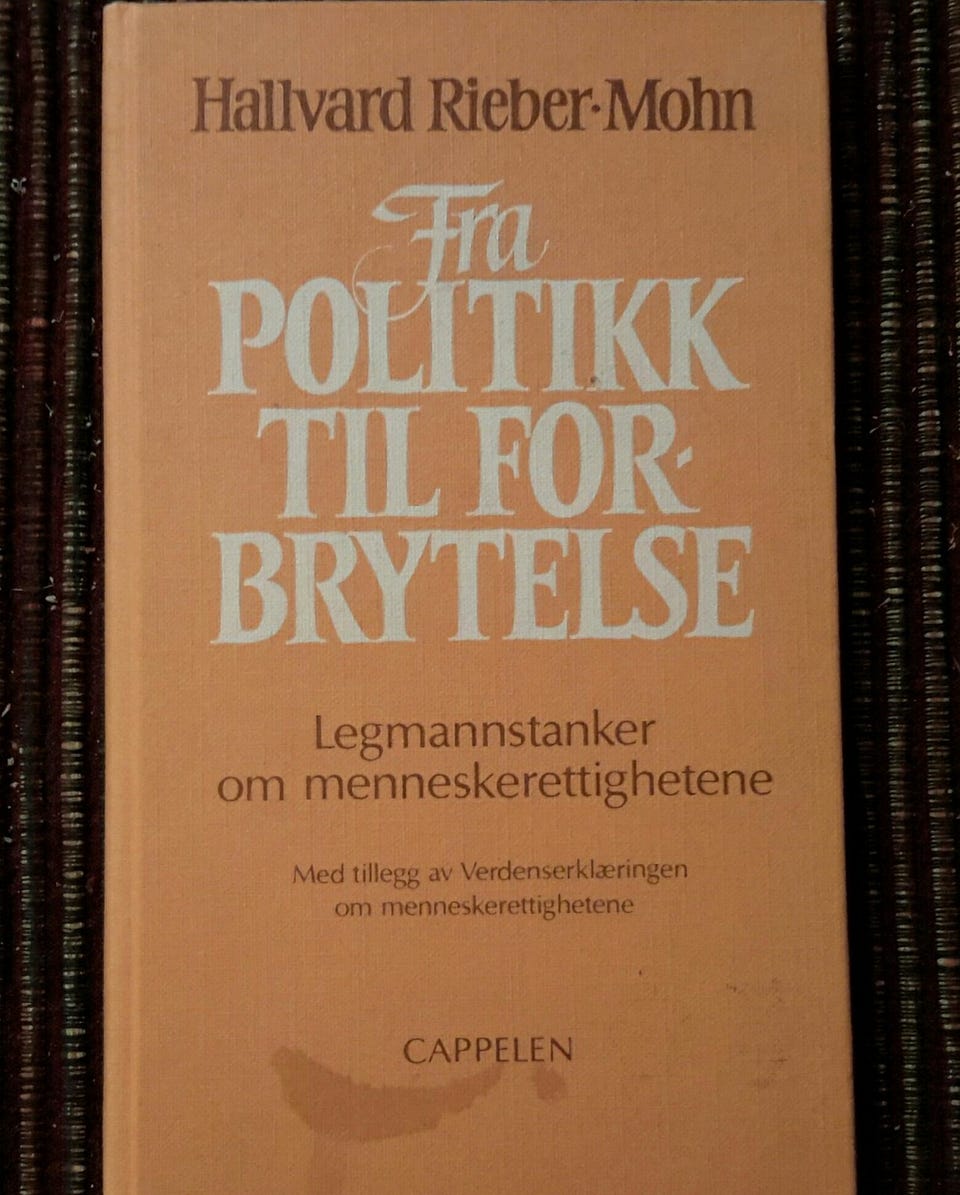 Hallvard Rieber-Mohn
Fra
POLITIKK
TIL FOR-
BRYTELSE
Legmannstanker
om menneskerettighetene
Med tillegg av Verdenserklæringen
om menneskerettighetene
CAPPELEN